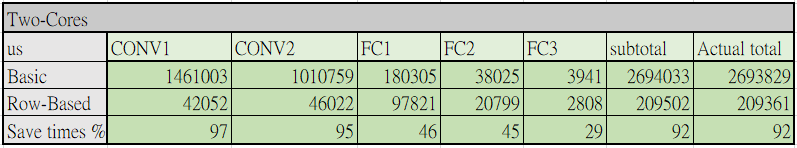 Two-Cores
us CONV1 CONV2 FC1 FC2 FC3 subtotal Actual total
Basic 1461003 1010759 180305 38025 3941 2694033 2693829
Row-Based 42052 46022 97821 20799 2808 209502 209361
Save times % 97 95 46 45 29 92 92